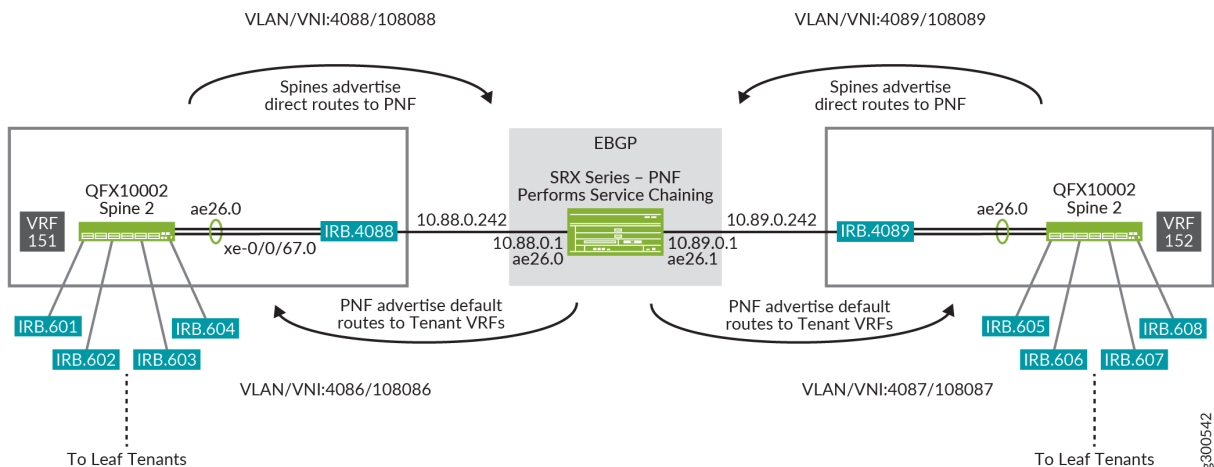 VLAN/VNI:4088/108088
VLAN/VNI:4089/108089
Spines advertise
direct routes to PNF
Spines advertise
direct routes to PNF
EBGP
SRX Series – PNF
Performs Service Chaining
QFX10002
Spine 2
VRF
151
ae26.0
xe-0/0/67.0
IRB.4088
10.88.0.242
10.88.0.1
ae26.0
10.89.0.242
10.89.0.1
ae26.1
IRB.4089
ae26.0
QFX10002
Spine 2
VRF
152
IRB.601
IRB.602
IRB.603
IRB.604
PNF advertise default
routes to Tenant VRFs
PNF advertise default
routes to Tenant VRFs
IRB.605
IRB.606
IRB.607
IRB.608
VLAN/VNI:4086/108086
VLAN/VNI:4087/108087
To Leaf Tenants
To Leaf Tenants
g300542